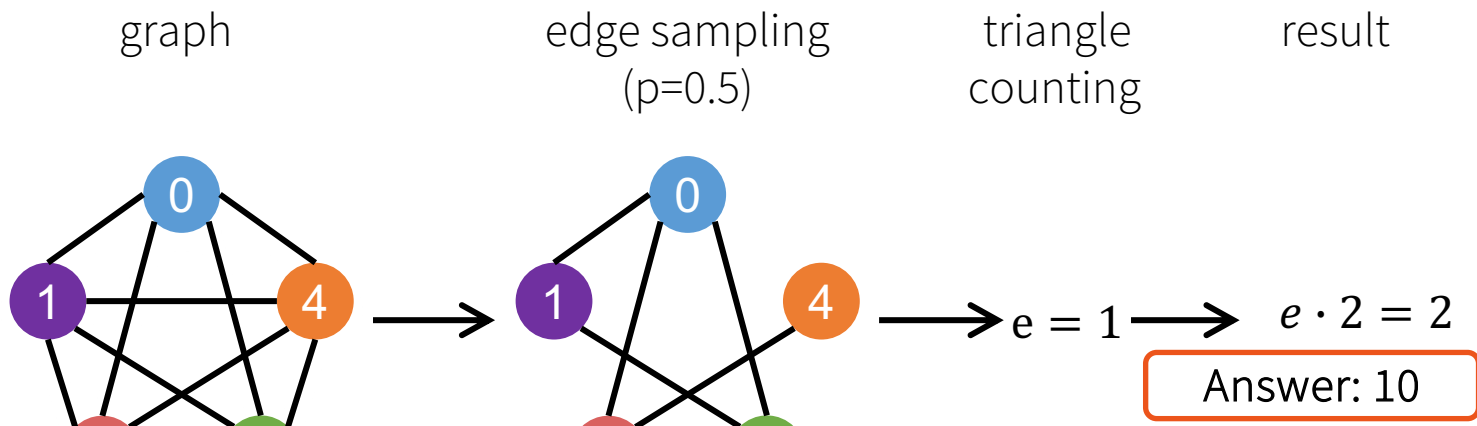 graph
edge sampling
(p=0.5)
triangle
counting
result
0
1
4
0
1
4
e = 1
e · 2 = 2
Answer: 10